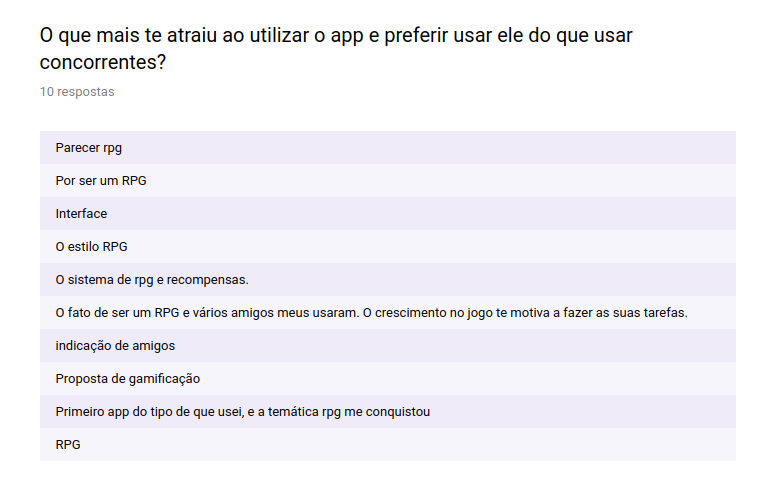 O que mais te atraiu ao utilizar o app e preferir usar ele do que usar
concorrentes?
10 respostas
Parecer rpg
Por ser um RPG
Interface
O estilo RPG
O sistema de rpg e recompensas.
O fato de ser um RPG e vários amigos meus usaram. O crescimento no jogo te motiva a fazer as suas tarefas.
indicação de amigos
Proposta de gamificação
Primeiro app do tipo de que usei, e a temática rpg me conquistou
RPG